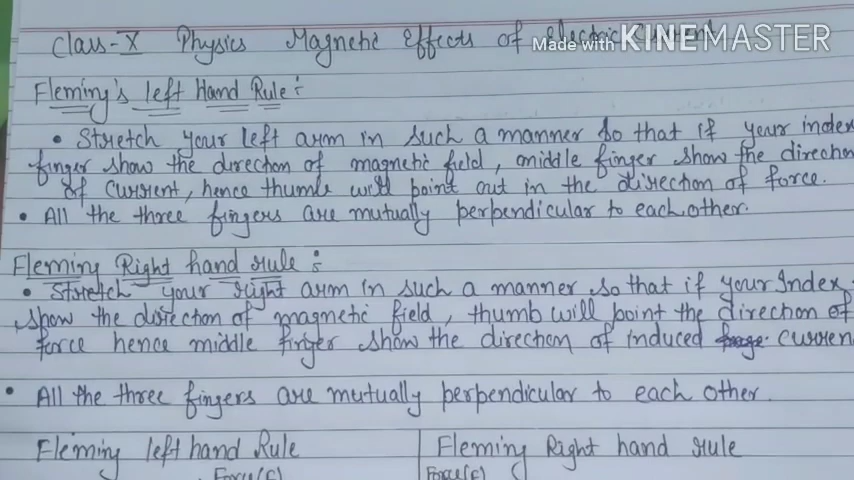 Class-X Physics Magnetic Effects of Electric Current
Made with KINEMASTER
Fleming's left Hand Rule:
• Stretch your left arm in such a manner so that if your index
finger show the direction of magnetic field, middle finger show the direction
of current, hence thumb will point out in the direction of force.
• All the three fingers are mutually perpendicular to each other.
Fleming Right hand rule:
• Stretch your right arm in such a manner so that if your Index
show the direction of magnetic field, thumb will point the direction of
force hence middle finger show the direction of induced curren
• All the three fingers are mutually perpendicular to each other.
Fleming left hand Rule
Fleming Right hand rule
Force(F)
Force(F)